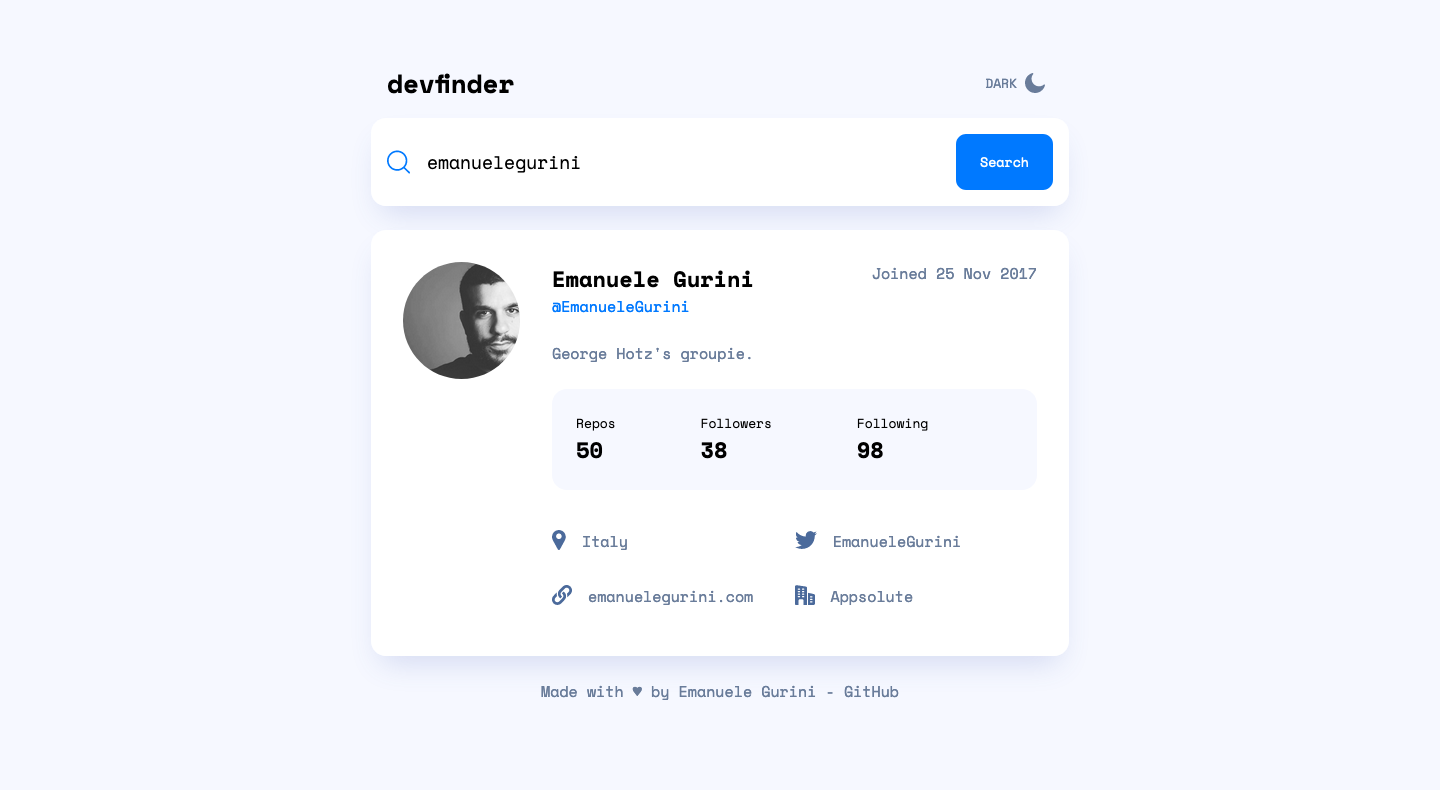 devfinder
DARK
emanuelegurini
Search
Emanuele Gurini
Joined 25 Nov 2017
@EmanueleGurini
George Hotz's groupie.
Repos Followers Following
50 38 98
Italy EmanueleGurini
emanuelegurini.com Appsolute
Made with ♥ by Emanuele Gurini - GitHub